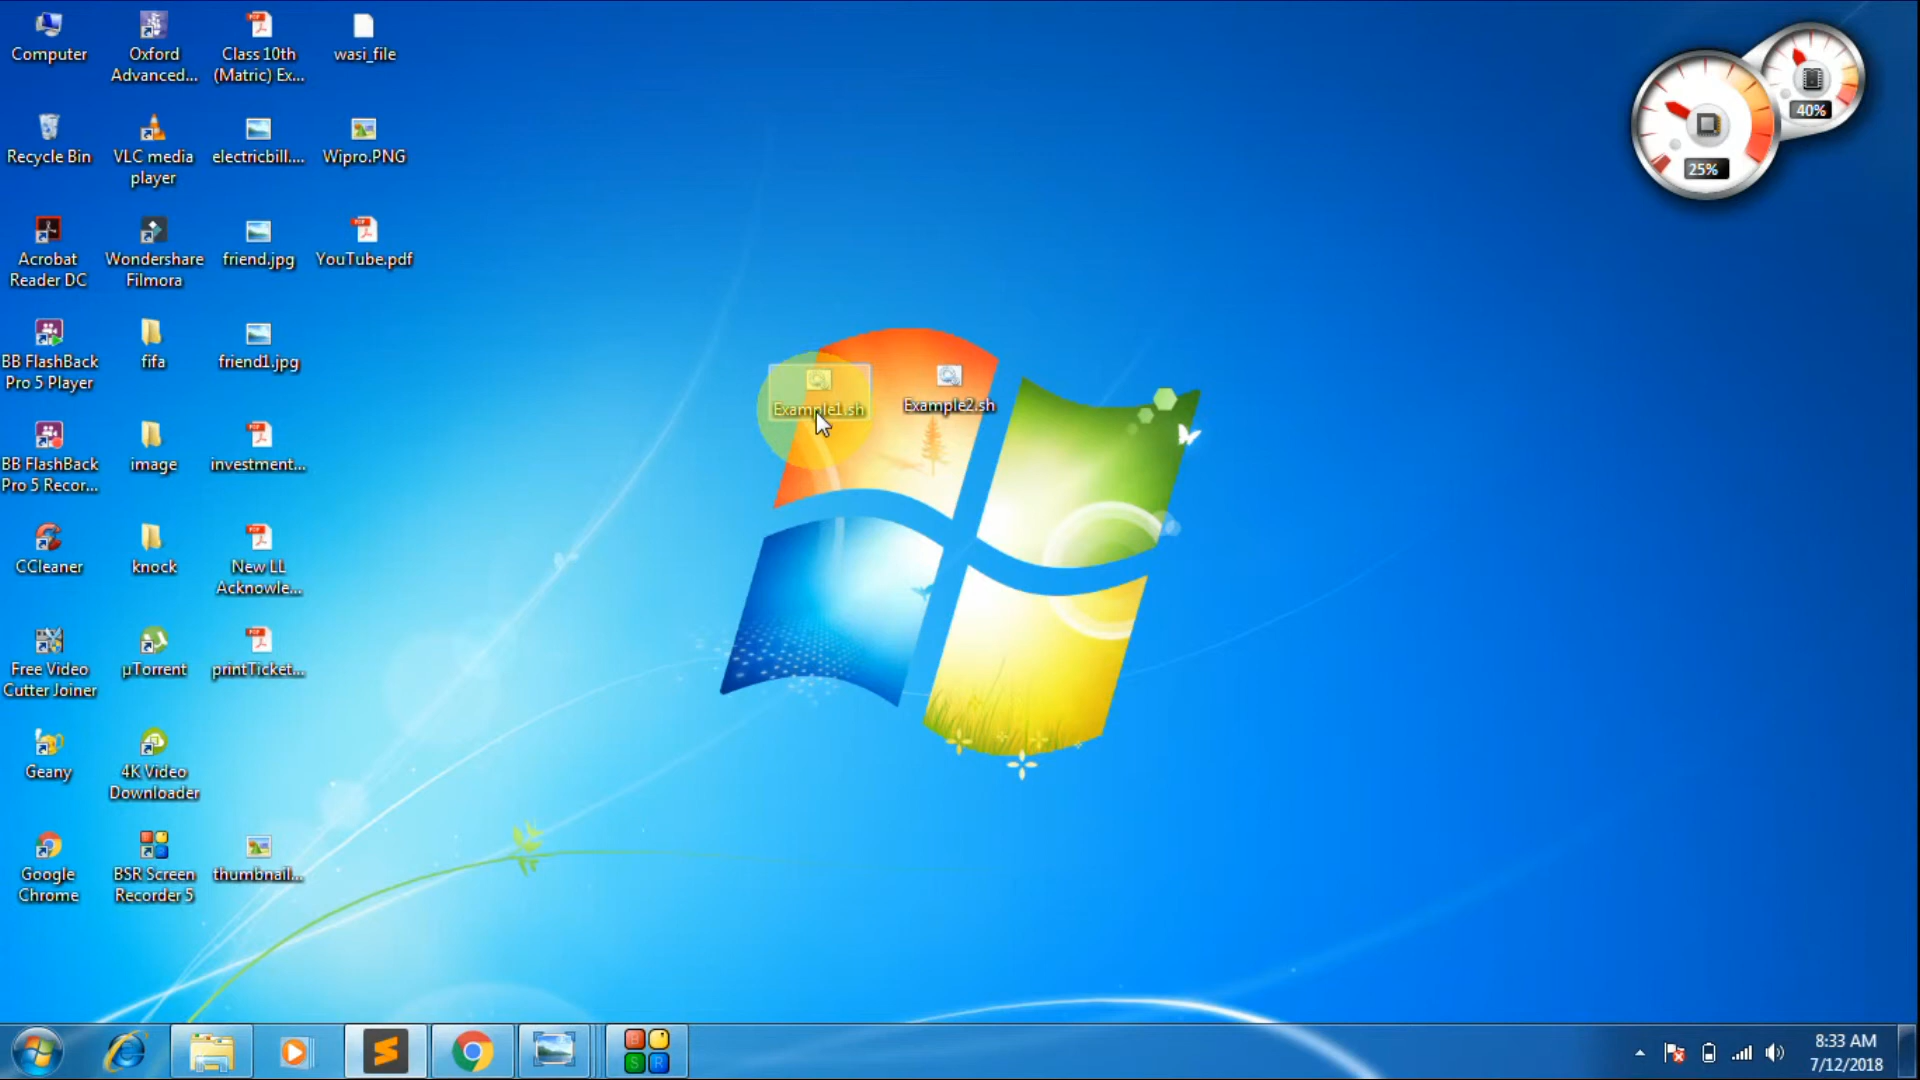 Computer
Oxford
Advanced...
Class 10th
(Matric) Ex...
wasi_file
Recycle Bin
VLC media
player
electricbill....
Wipro.PNG
Acrobat
Reader DC
Wondershare
Filmora
friend.jpg
YouTube.pdf
BB FlashBack
Pro 5 Player
fifa
friend1.jpg
BB FlashBack
Pro 5 Recor...
image
investment...
CCleaner
knock
New LL
Acknowle...
Free Video
Cutter Joiner
µTorrent
printTicket...
Geany
4K Video
Downloader
Google
Chrome
BSR Screen
Recorder 5
thumbnail...
Example1.sh
Example2.sh
40%
25%
B
S
R
8:33 AM
7/12/2018